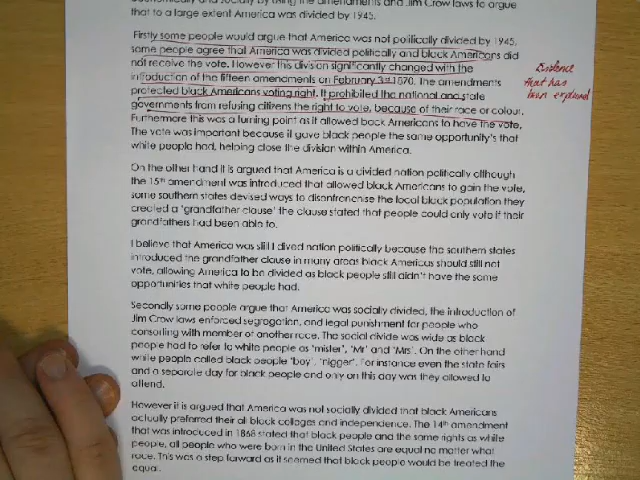 economically and socially by using the amendments and Jim Crow laws to argue
that to a large extent America was divided by 1945.
Firstly some people would argue that America was not politically divided by 1945,
some people agree that America was divided politically and black Americans did
not receive the vote. However this division significantly changed with the
introduction of the fifteen amendments on February 3rd 1870. The amendments
protected black Americans voting right. It prohibited the national and state
governments from refusing citizens the right to vote, because of their race or colour.
Furthermore this was a turning point as it allowed back Americans to have the vote.
The vote was important because it gave black people the same opportunity's that
white people had, helping close the division within America.
Evidence
that has
been explained
On the other hand it is argued that America is a divided nation politically although
the 15th amendment was introduced that allowed black Americans to gain the vote,
some southern states devised ways to disenfranchise the local black population they
created a 'grandfather clause' the clause stated that people could only vote if their
grandfathers had been able to.
I believe that America was still I dived nation politically because the southern states
introduced the grandfather clause in many areas black Americas should still not
vote, allowing America to be divided as black people still didn't have the same
opportunities that white people had.
Secondly some people argue that America was socially divided, the introduction of
Jim Crow laws enforced segregation, and legal punishment for people who
consorting with member of another race. The social divide was wide as black
people had to refer to white people as 'mister', 'Mr' and 'Mrs'. On the other hand
while people called black people 'boy', 'nigger'. For instance even the state fairs
and a separate day for black people and only on this day was they allowed to
attend.
However it is argued that America was not socially divided that black Americans
actually preferred their all black collages and independence. The 14th amendment
that was introduced in 1868 stated that black people and the same rights as white
people, all people who were born in the United States are equal no matter what
race. This was a step forward as it seemed that black people would be treated the
equal.